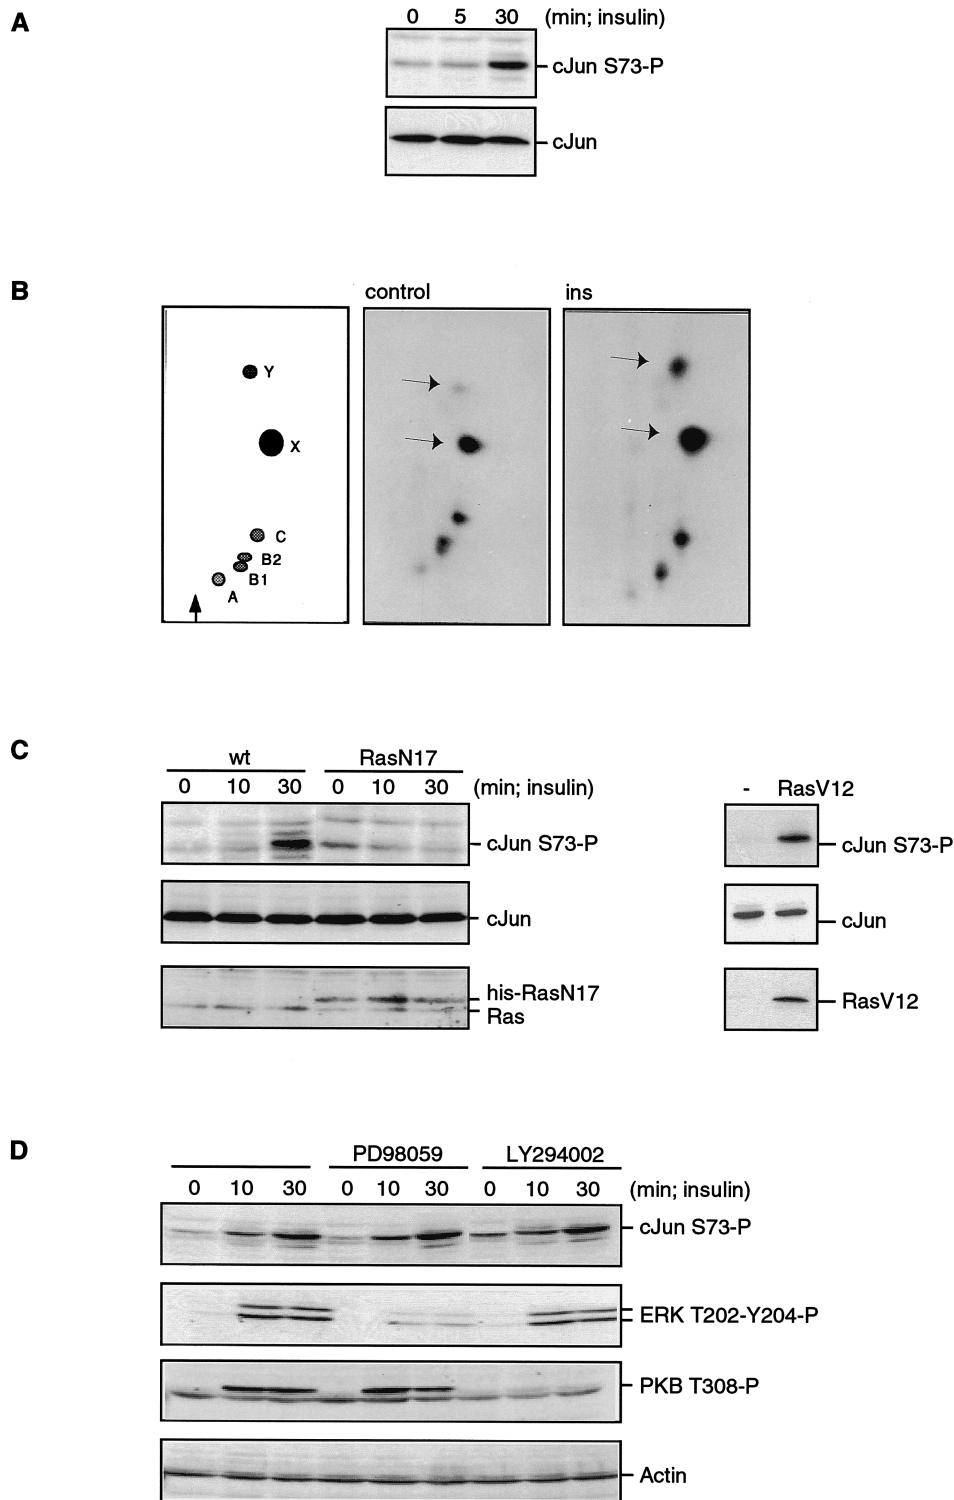 A
0 5 30 (min; insulin)
cJun S73-P
cJun
B
control ins
Y
X
C
B2
B1
A
C
wt RasN17
0 10 30 0 10 30 (min; insulin)
- RasV12
cJun S73-P
cJun S73-P
cJun
cJun
his-RasN17
Ras
RasV12
D
PD98059 LY294002
0 10 30 0 10 30 0 10 30 (min; insulin)
cJun S73-P
ERK T202-Y204-P
PKB T308-P
Actin